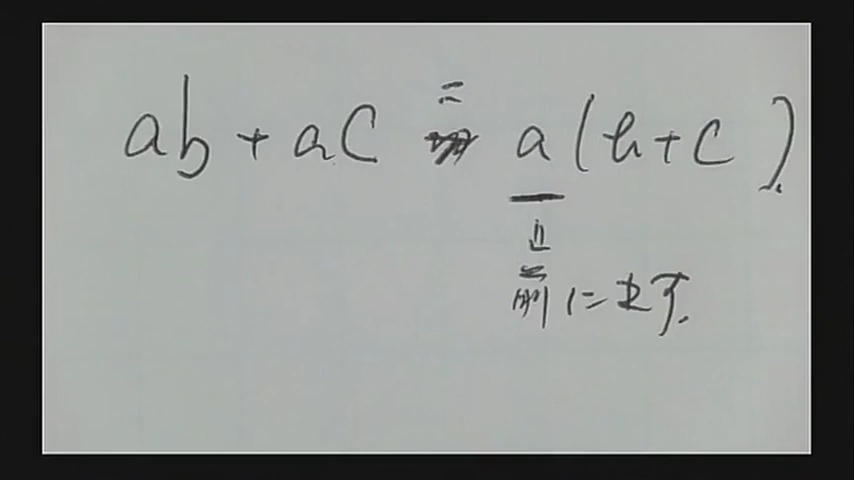 ab + ac = a(b+c)
前に出す.